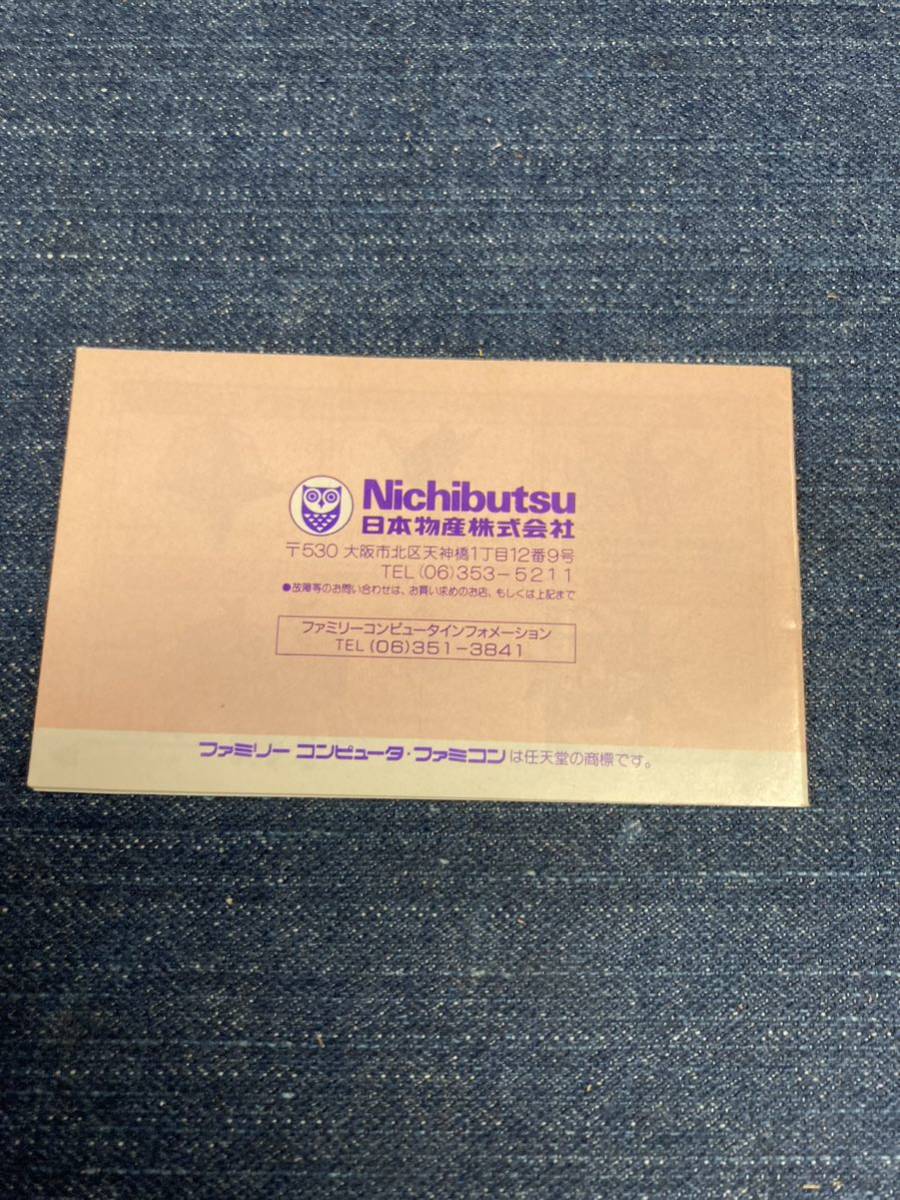 Nichibutsu
日本物産株式会社
〒530 大阪市北区天神橋1丁目12番9号
TEL (06)353-5211
●故障等のお問い合わせは、お買い求めのお店、もしくは上記まで
ファミリーコンピュータインフォメーション
TEL (06)351-3841
ファミリー コンピュータ・ファミコンは任天堂の商標です。